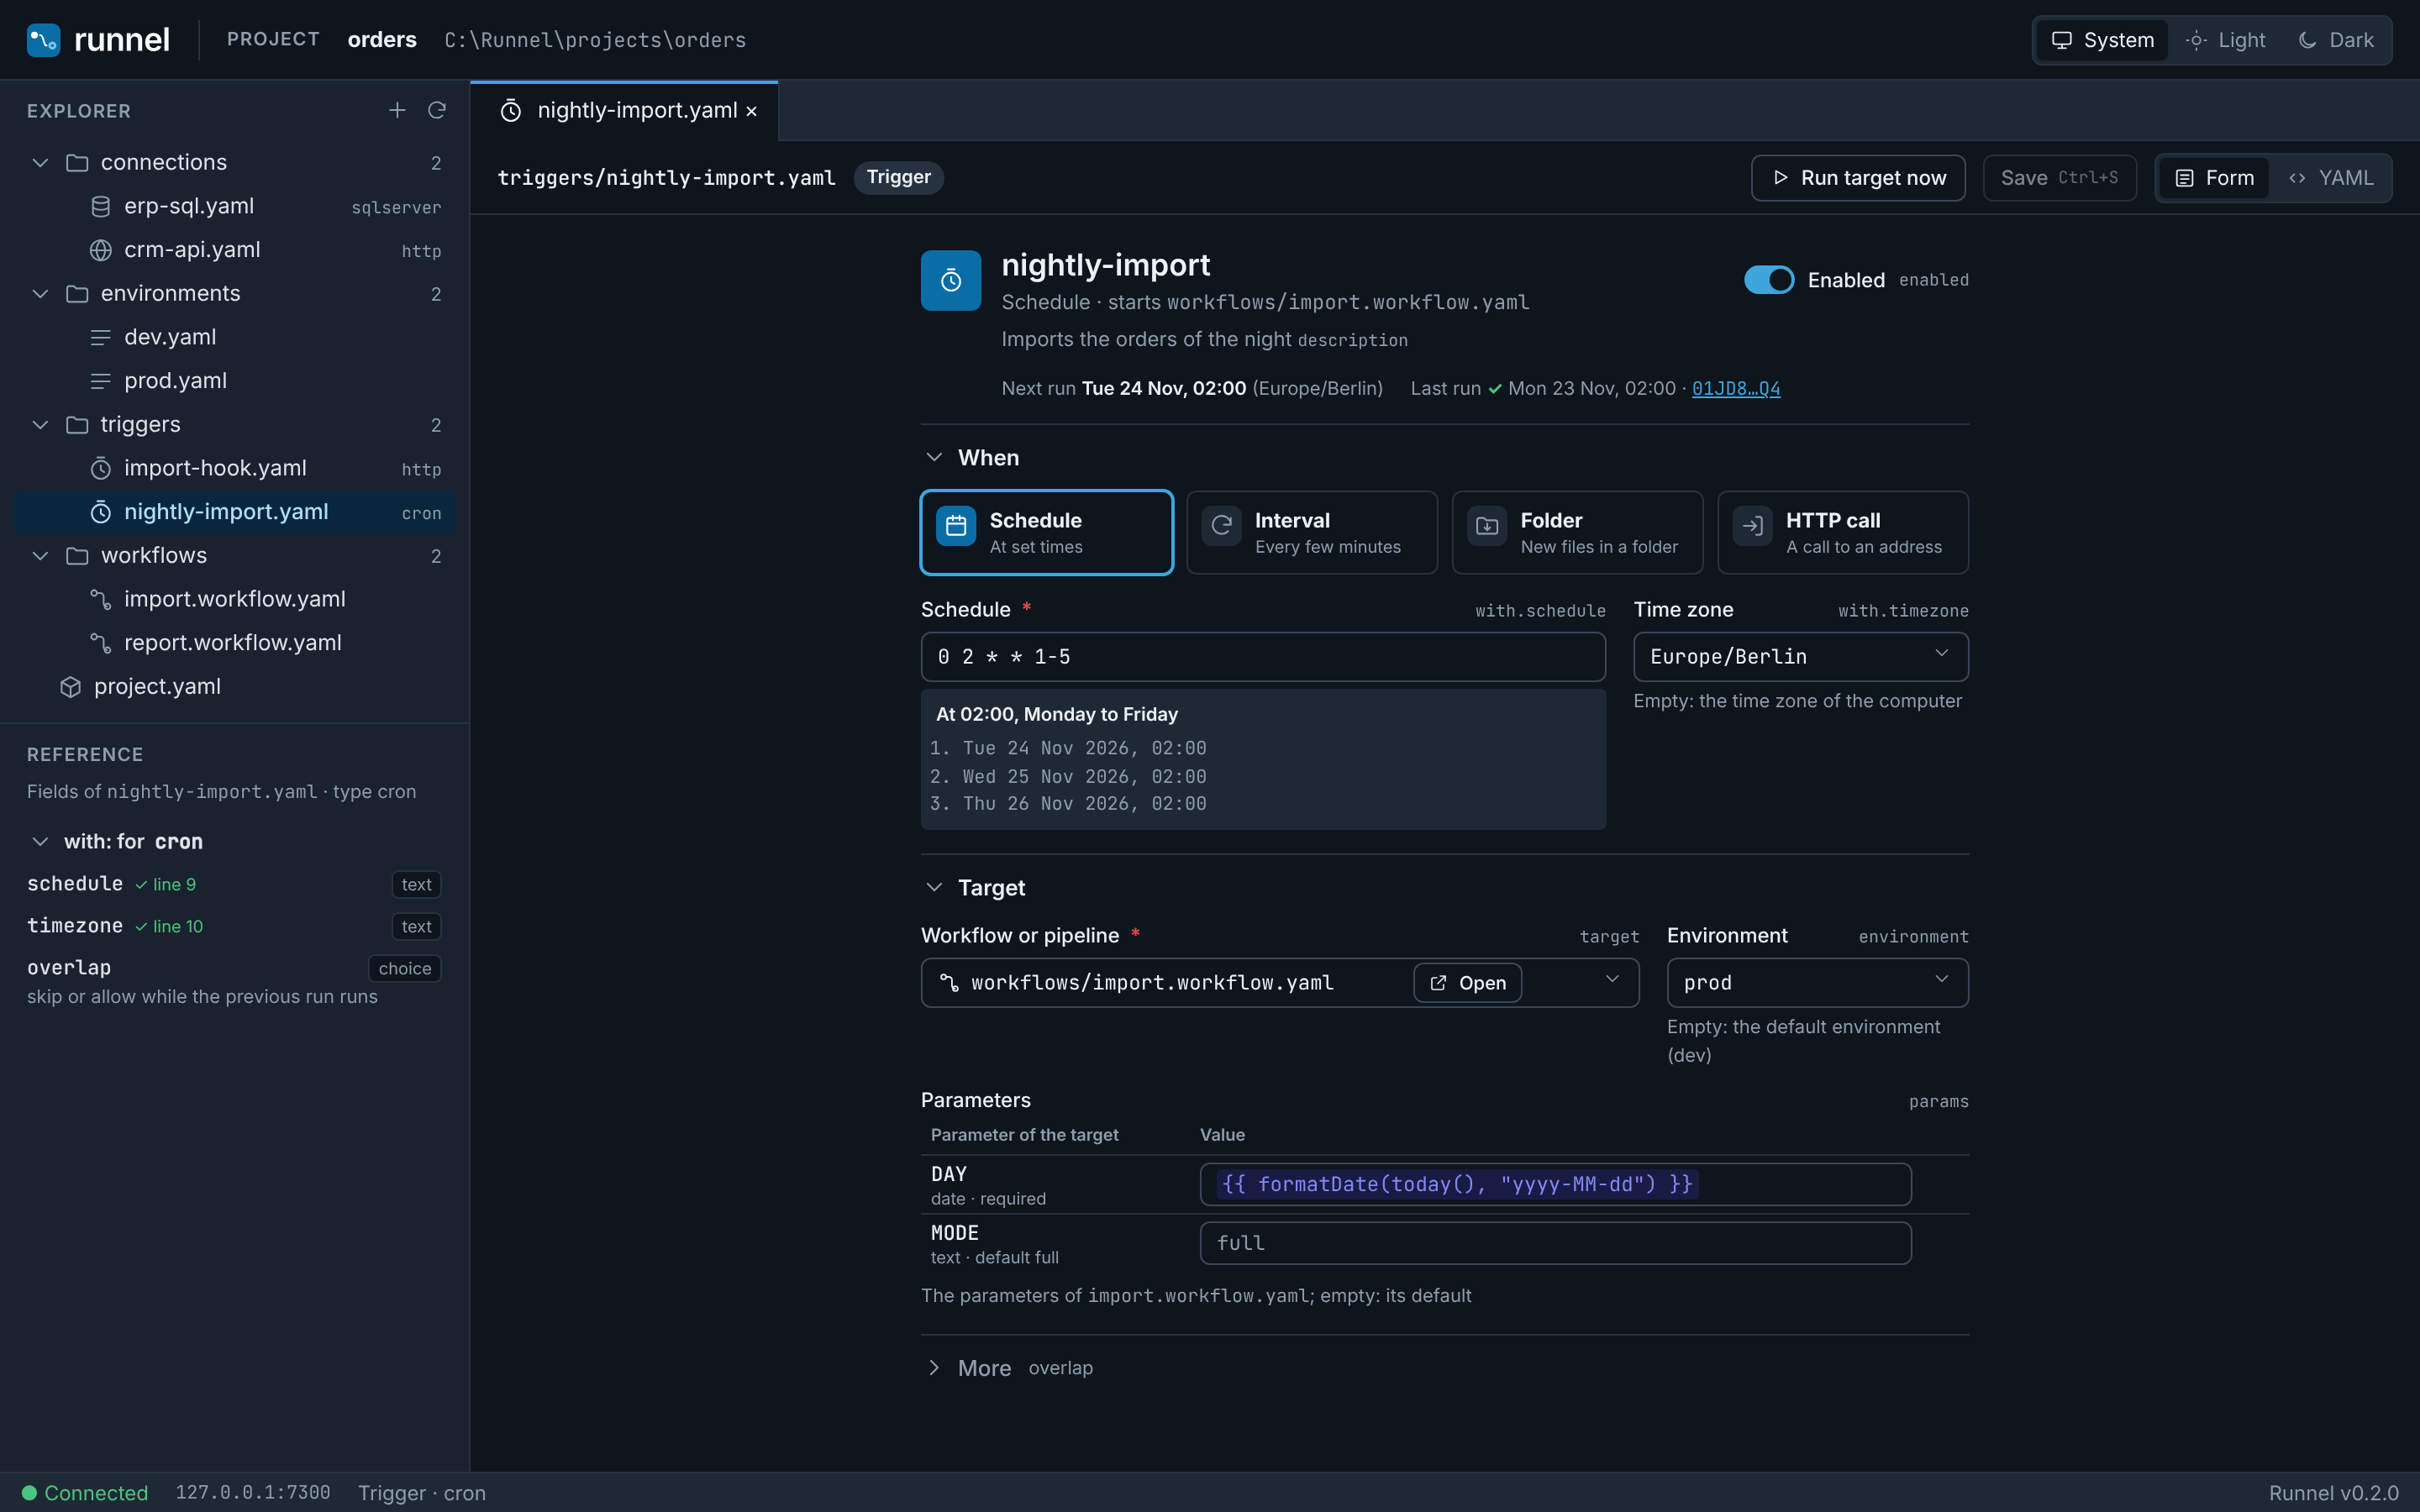 runnel PROJECT orders C:\Runnel\projects\orders System Light Dark
EXPLORER
connections 2
erp-sql.yaml sqlserver
crm-api.yaml http
environments 2
dev.yaml
prod.yaml
triggers 2
import-hook.yaml http
nightly-import.yaml cron
workflows 2
import.workflow.yaml
report.workflow.yaml
project.yaml
REFERENCE
Fields of nightly-import.yaml · type cron
with: for cron
schedule ✓ line 9 text
timezone ✓ line 10 text
overlap choice
skip or allow while the previous run runs
nightly-import.yaml ×
triggers/nightly-import.yaml Trigger Run target now Save Ctrl+S Form YAML
nightly-import
Enabled enabled
Schedule · starts workflows/import.workflow.yaml
Imports the orders of the night description
Next run Tue 24 Nov, 02:00 (Europe/Berlin) Last run ✓ Mon 23 Nov, 02:00 · 01JD8…Q4
When
Schedule
At set times
Interval
Every few minutes
Folder
New files in a folder
HTTP call
A call to an address
Schedule * with.schedule
0 2 * * 1-5
At 02:00, Monday to Friday
1. Tue 24 Nov 2026, 02:00
2. Wed 25 Nov 2026, 02:00
3. Thu 26 Nov 2026, 02:00
Time zone with.timezone
Europe/Berlin
Empty: the time zone of the computer
Target
Workflow or pipeline * target
workflows/import.workflow.yaml Open
Environment environment
prod
Empty: the default environment
(dev)
Parameters params
Parameter of the target Value
DAY
date · required
{{ formatDate(today(), "yyyy-MM-dd") }}
MODE
text · default full
full
The parameters of import.workflow.yaml; empty: its default
More overlap
Connected 127.0.0.1:7300 Trigger · cron Runnel v0.2.0